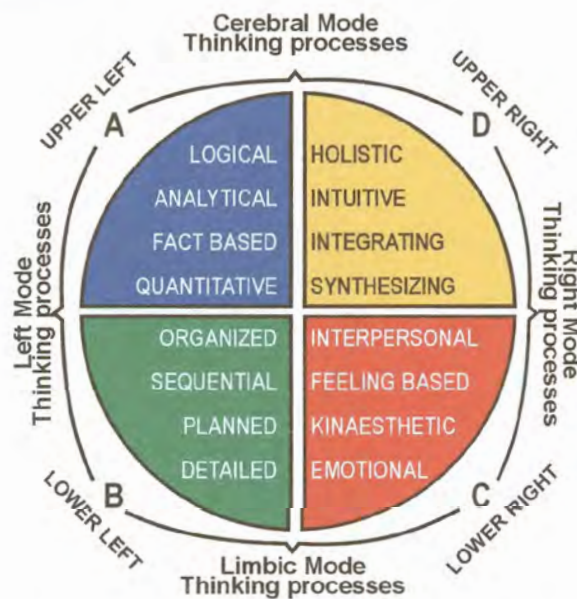 Cerebral Mode
Thinking processes
UPPER LEFT
UPPER RIGHT
A
D
LOGICAL
ANALYTICAL
FACT BASED
QUANTITATIVE
HOLISTIC
INTUITIVE
INTEGRATING
SYNTHESIZING
Left Mode
Thinking processes
Right Mode
Thinking processes
ORGANIZED
SEQUENTIAL
PLANNED
DETAILED
INTERPERSONAL
FEELING BASED
KINAESTHETIC
EMOTIONAL
B
C
LOWER LEFT
LOWER RIGHT
Limbic Mode
Thinking processes